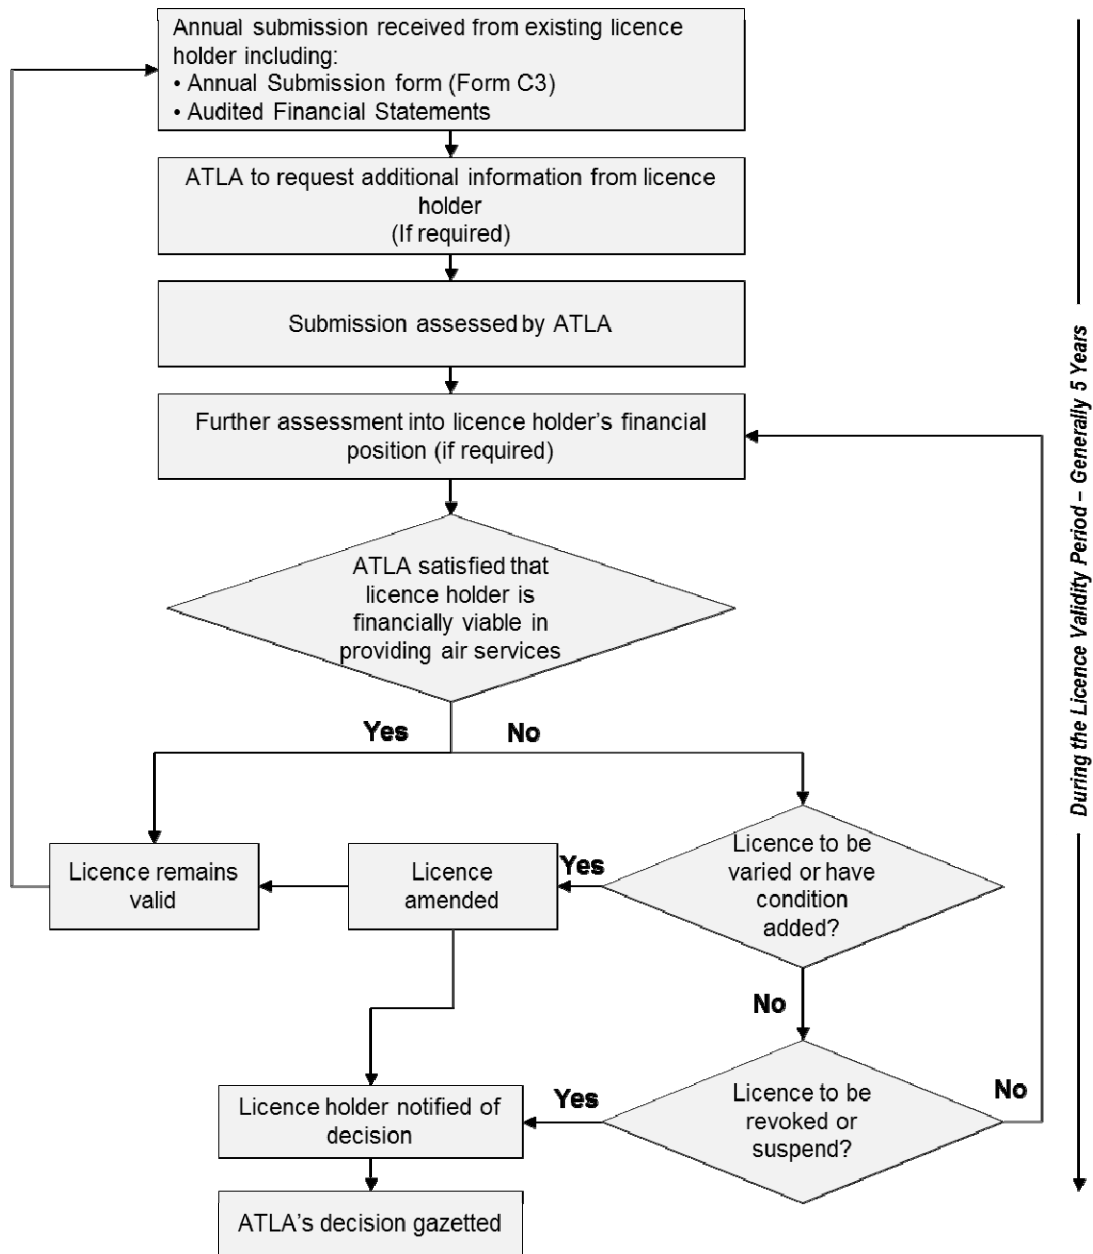 Annual submission received from existing licence
holder including:
• Annual Submission form (Form C3)
• Audited Financial Statements
ATLA to request additional information from licence
holder
(If required)
Submission assessed by ATLA
Further assessment into licence holder's financial
position (if required)
ATLA satisfied that
licence holder is
financially viable in
providing air services
Yes
No
Licence remains
valid
Licence
amended
Yes
Licence to be
varied or have
condition
added?
No
Licence holder notified of
decision
Yes
Licence to be
revoked or
suspend?
No
ATLA's decision gazetted
During the Licence Validity Period – Generally 5 Years